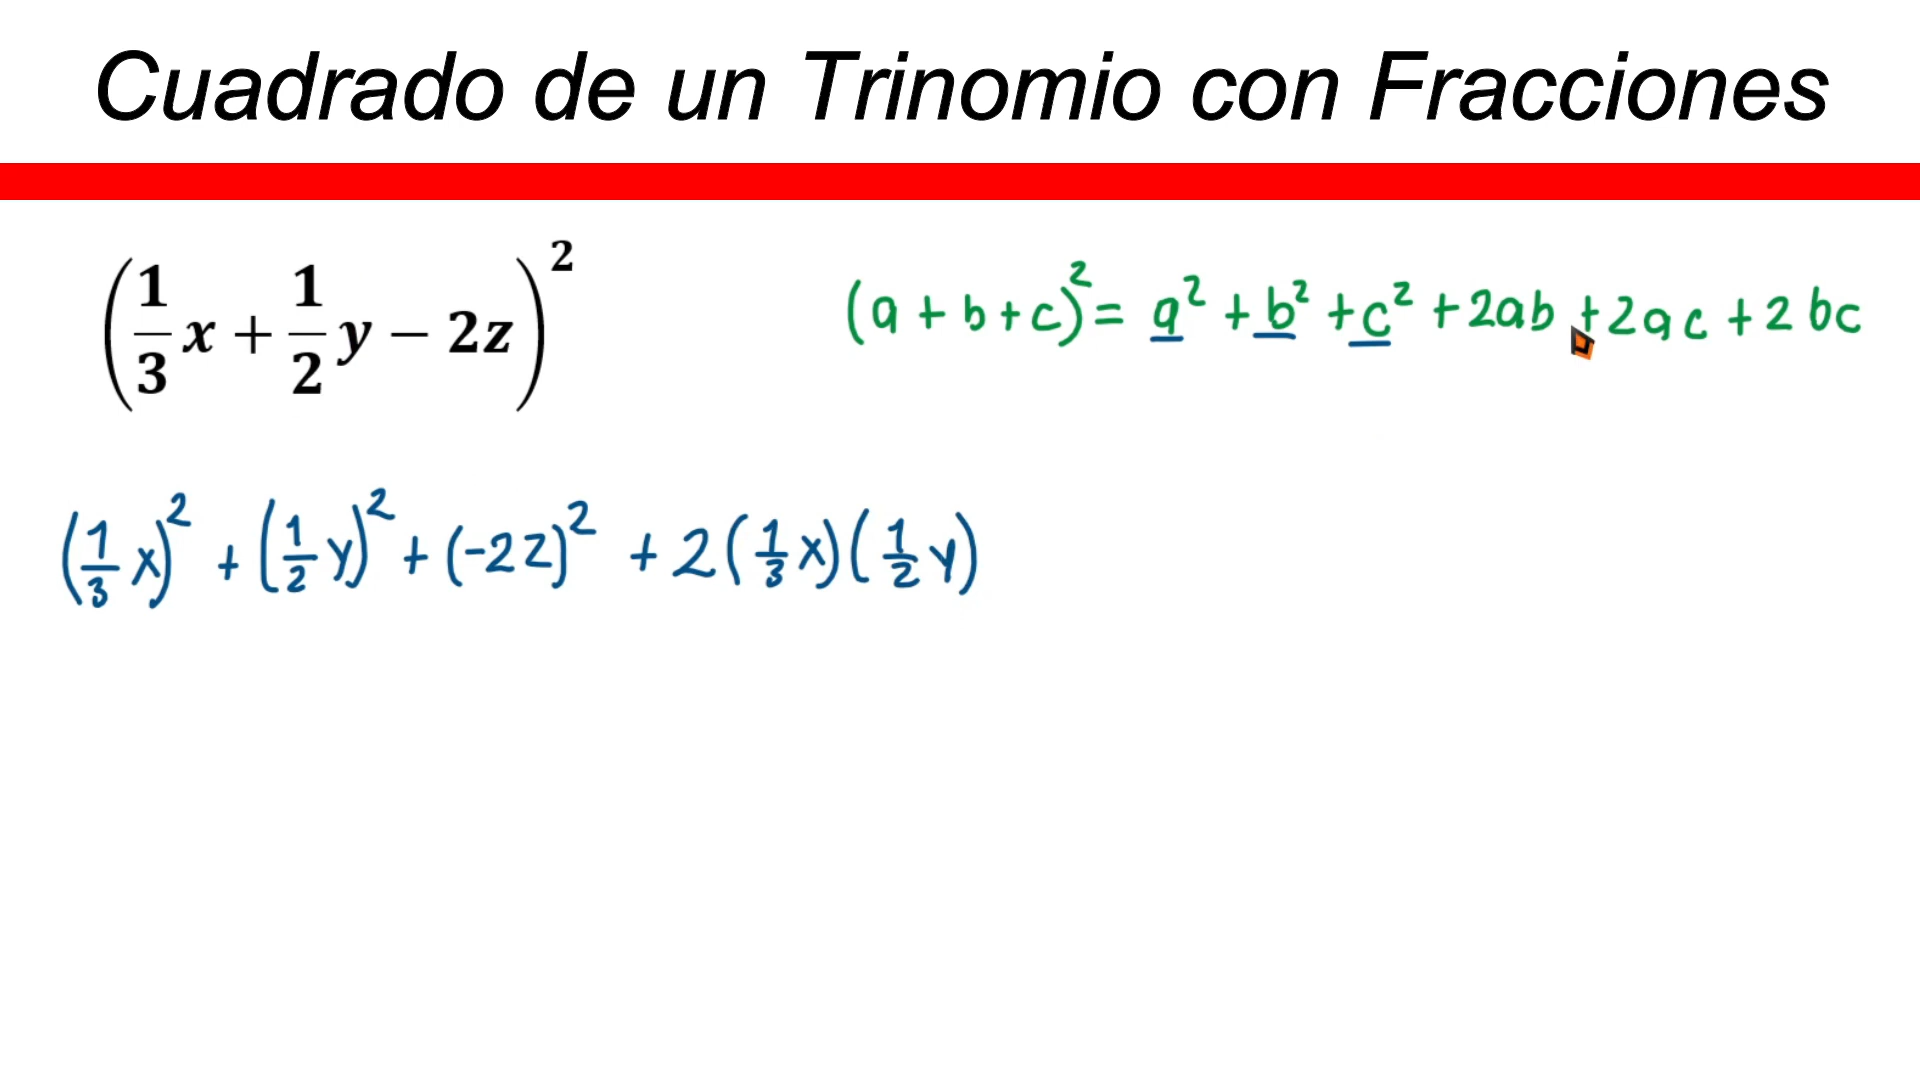 Cuadrado de un Trinomio con Fracciones
(1/3 x + 1/2 y − 2z)²
(a + b + c)² = a² + b² + c² + 2ab + 2ac + 2bc
(1/3 x)² + (1/2 y)² + (-2z)² + 2(1/3 x)(1/2 y)